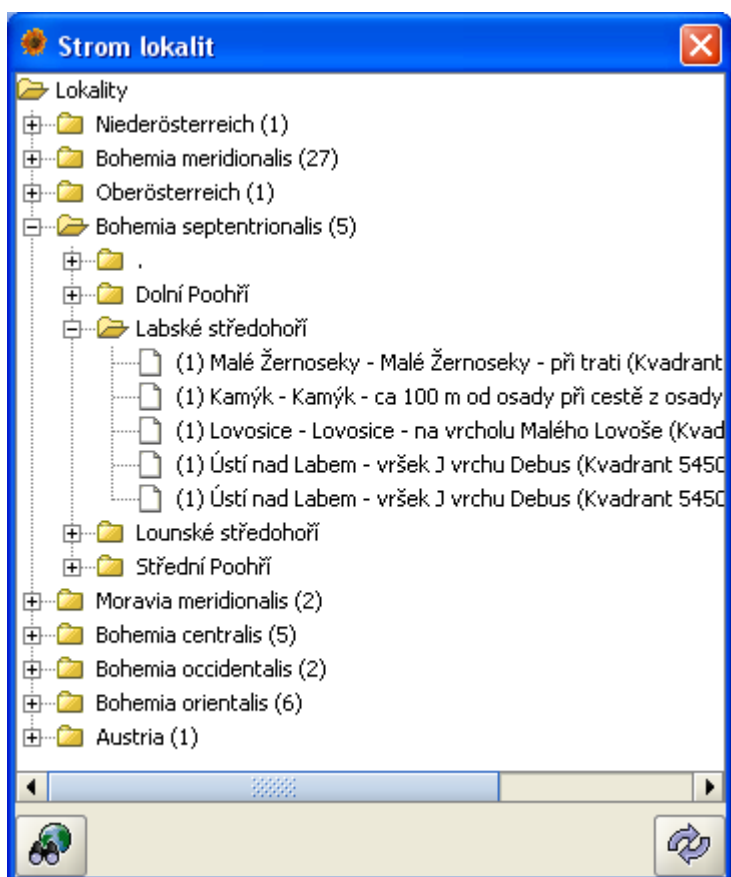 Strom lokalit
Lokality
Niederösterreich (1)
Bohemia meridionalis (27)
Oberösterreich (1)
Bohemia septentrionalis (5)
.
Dolní Poohří
Labské středohoří
(1) Malé Žernoseky - Malé Žernoseky - při trati (Kvadrant
(1) Kamýk - Kamýk - ca 100 m od osady při cestě z osady
(1) Lovosice - Lovosice - na vrcholu Malého Lovoše (Kvad
(1) Ústí nad Labem - vršek J vrchu Debus (Kvadrant 5450
(1) Ústí nad Labem - vršek J vrchu Debus (Kvadrant 5450
Lounské středohoří
Střední Poohří
Moravia meridionalis (2)
Bohemia centralis (5)
Bohemia occidentalis (2)
Bohemia orientalis (6)
Austria (1)